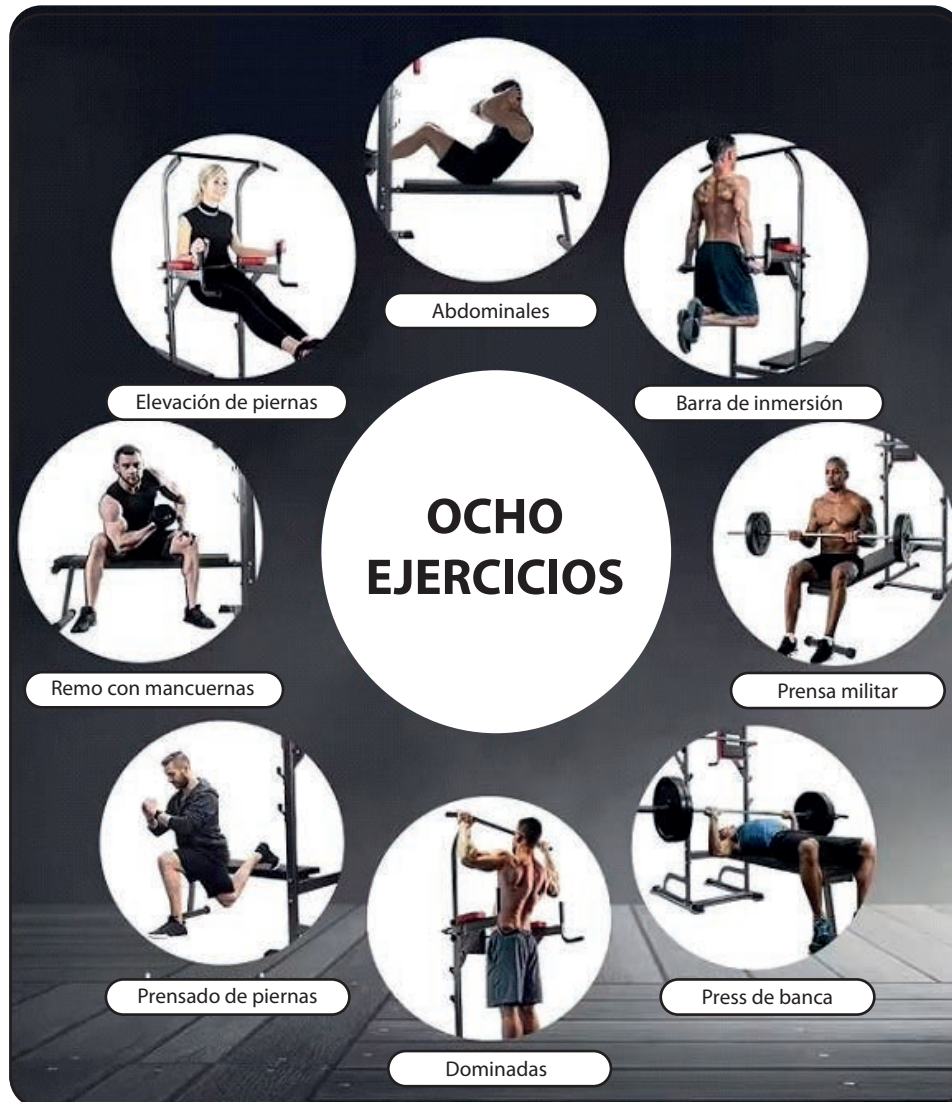 Abdominales
Elevación de piernas
Barra de inmersión
OCHO
EJERCICIOS
Remo con mancuernas
Prensa militar
Prensado de piernas
Press de banca
Dominadas